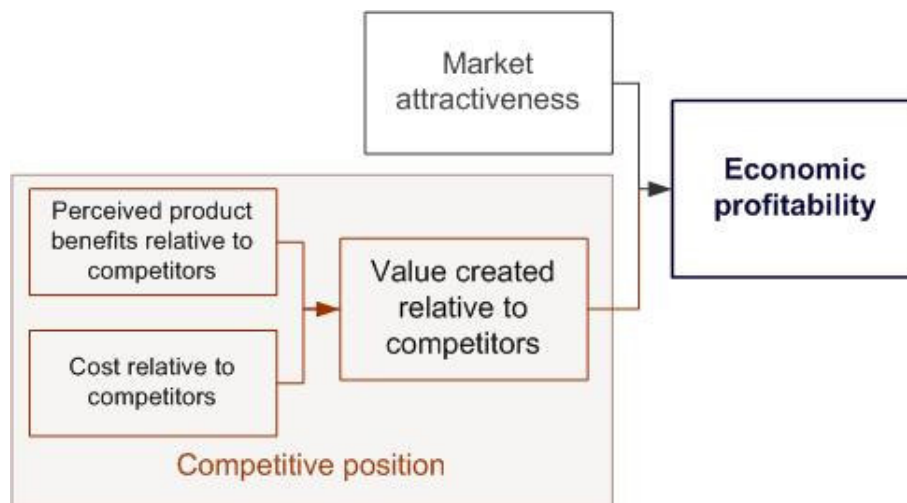 Market
attractiveness
Economic
profitability
Perceived product
benefits relative to
competitors
Value created
relative to
competitors
Cost relative to
competitors
Competitive position